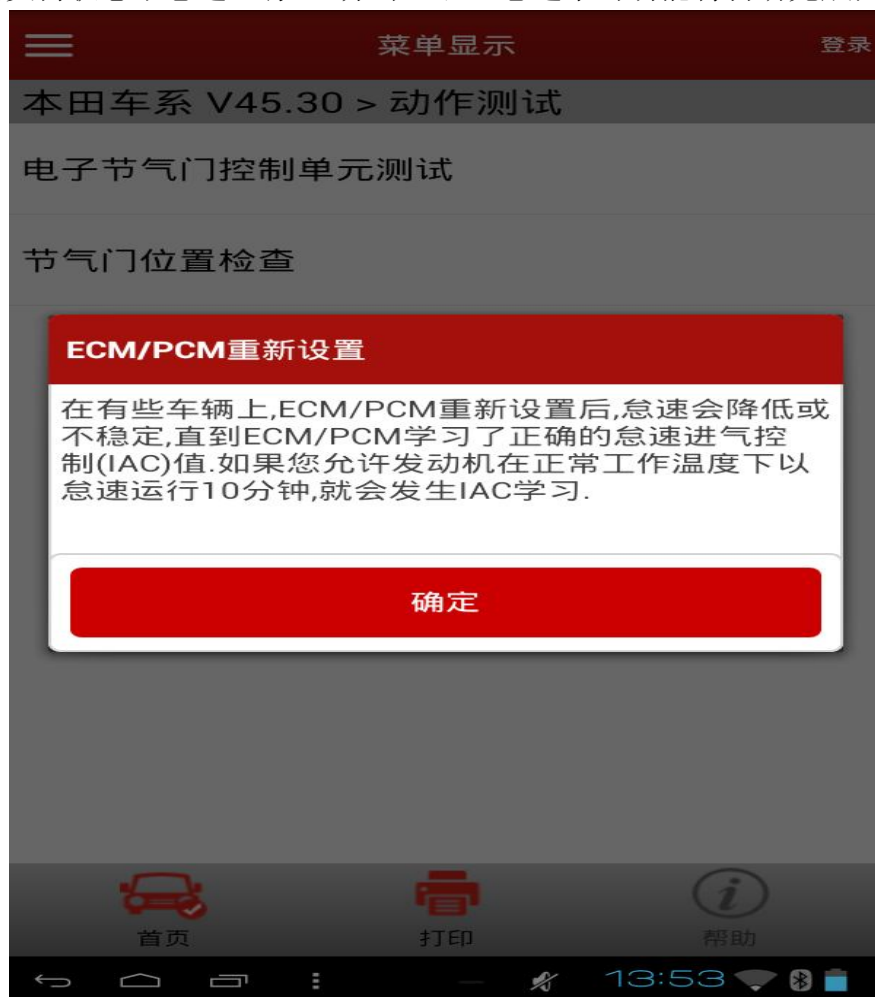 菜单显示
登录
本田车系 V45.30 > 动作测试
电子节气门控制单元测试
节气门位置检查
ECM/PCM重新设置
在有些车辆上,ECM/PCM重新设置后,怠速会降低或
不稳定,直到ECM/PCM学习了正确的怠速进气控
制(IAC)值.如果您允许发动机在正常工作温度下以
怠速运行10分钟,就会发生IAC学习.
确定
首页
打印
帮助
13:53